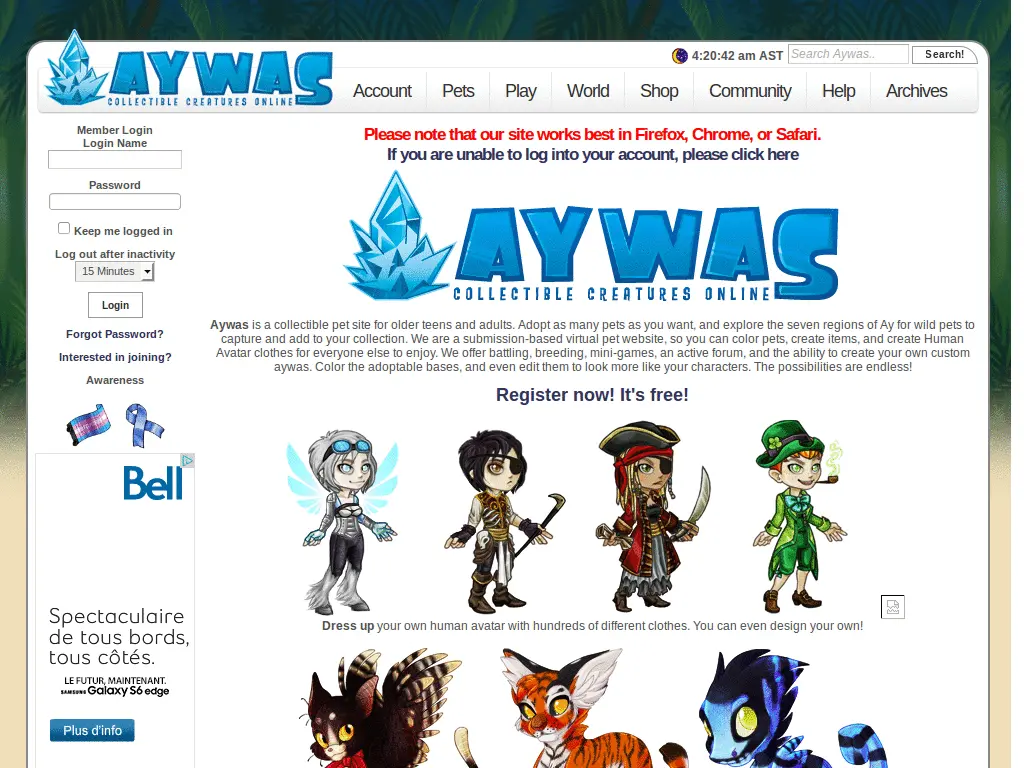 AYWAS
COLLECTIBLE CREATURES ONLINE
4:20:42 am AST
Search Aywas..
Search!
Account
Pets
Play
World
Shop
Community
Help
Archives
Member Login
Login Name
Password
Keep me logged in
Log out after inactivity
15 Minutes
Login
Forgot Password?
Interested in joining?
Awareness
Bell
Spectaculaire
de tous bords,
tous côtés.
LE FUTUR, MAINTENANT.
SAMSUNG Galaxy S6 edge
Plus d'info
Please note that our site works best in Firefox, Chrome, or Safari.
If you are unable to log into your account, please click here
AYWAS
COLLECTIBLE CREATURES ONLINE
Aywas is a collectible pet site for older teens and adults. Adopt as many pets as you want, and explore the seven regions of Ay for wild pets to
capture and add to your collection. We are a submission-based virtual pet website, so you can color pets, create items, and create Human
Avatar clothes for everyone else to enjoy. We offer battling, breeding, mini-games, an active forum, and the ability to create your own custom
aywas. Color the adoptable bases, and even edit them to look more like your characters. The possibilities are endless!
Register now! It's free!
Dress up your own human avatar with hundreds of different clothes. You can even design your own!